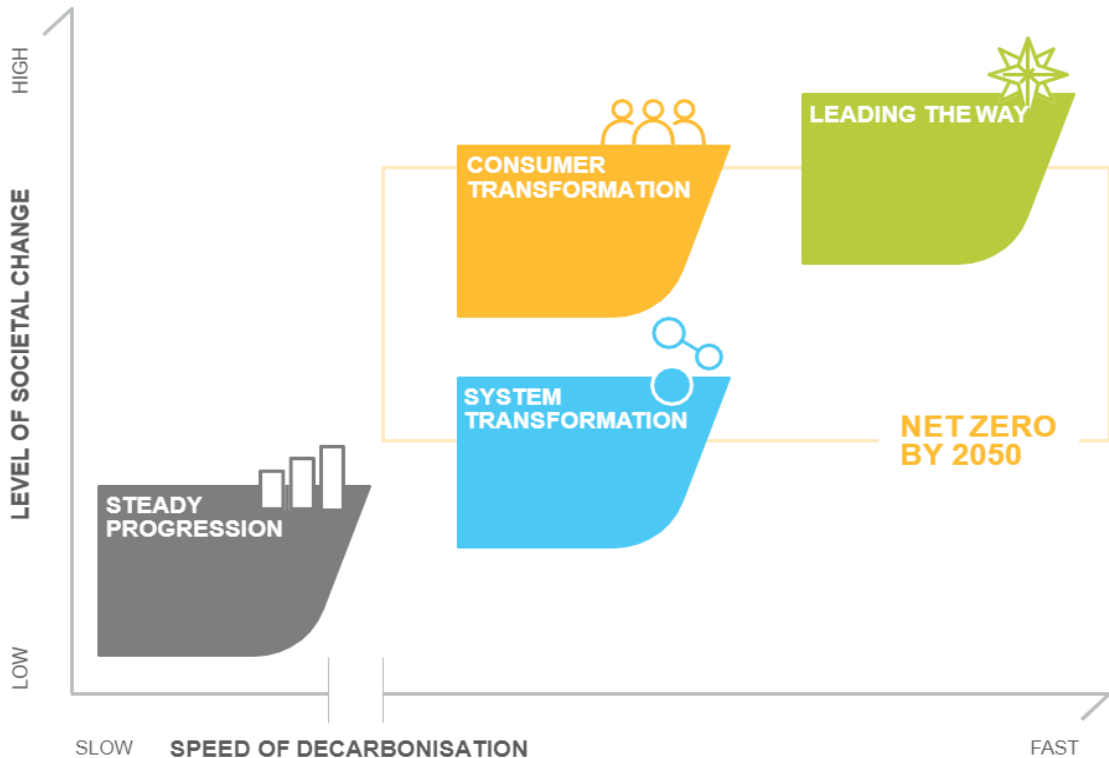 HIGH
LEVEL OF SOCIETAL CHANGE
LOW
LEADING THE WAY
CONSUMER
TRANSFORMATION
SYSTEM
TRANSFORMATION
NET ZERO
BY 2050
STEADY
PROGRESSION
SLOW
SPEED OF DECARBONISATION
FAST